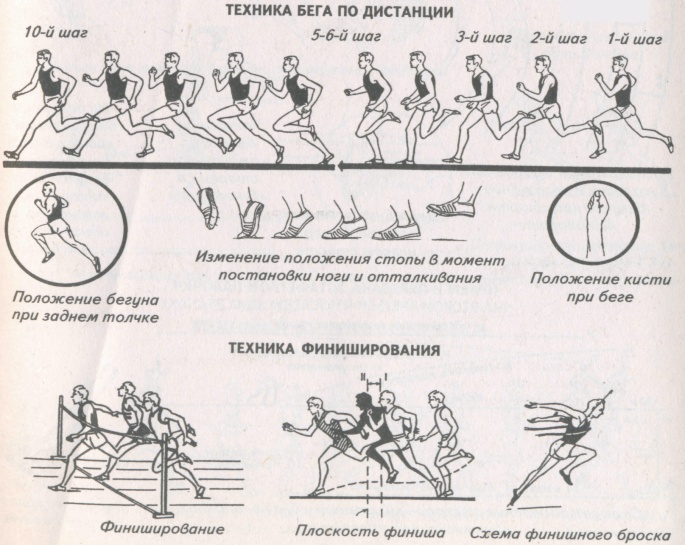 ТЕХНИКА БЕГА ПО ДИСТАНЦИИ
10-й шаг 5-6-й шаг 3-й шаг 2-й шаг 1-й шаг
Изменение положения стопы в момент
постановки ноги и отталкивания
Положение кисти
при беге
Положение бегуна
при заднем толчке
ТЕХНИКА ФИНИШИРОВАНИЯ
II I
Финиширование
Плоскость финиша
Схема финишного броска